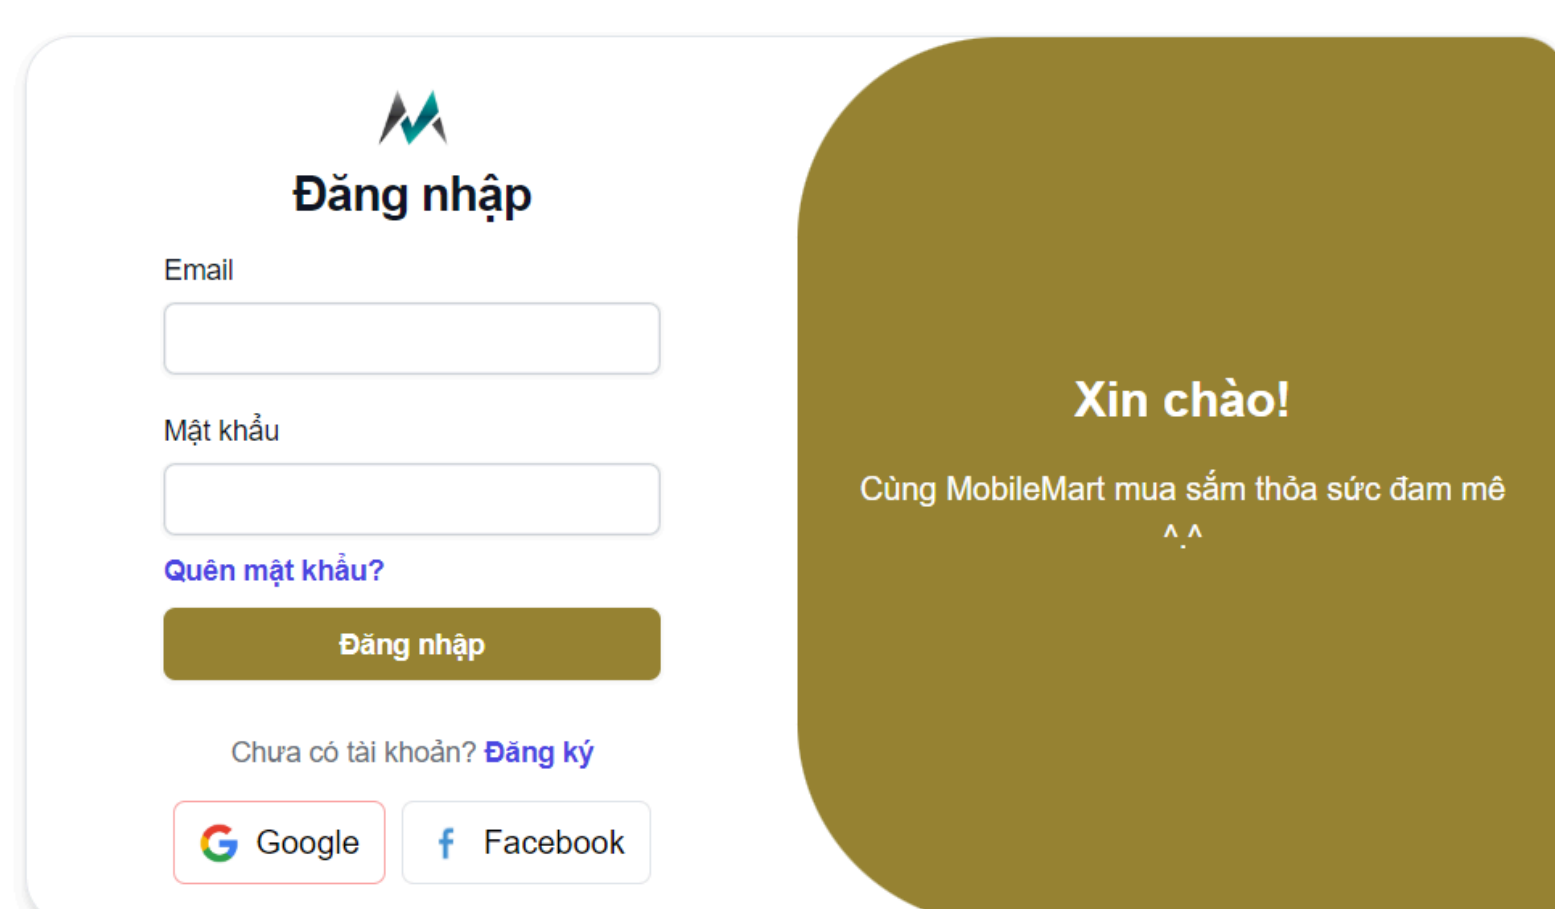 Đăng nhập
Email
Mật khẩu
Quên mật khẩu?
Đăng nhập
Chưa có tài khoản? Đăng ký
Google
Facebook
Xin chào!
Cùng MobileMart mua sắm thỏa sức đam mê
^.^